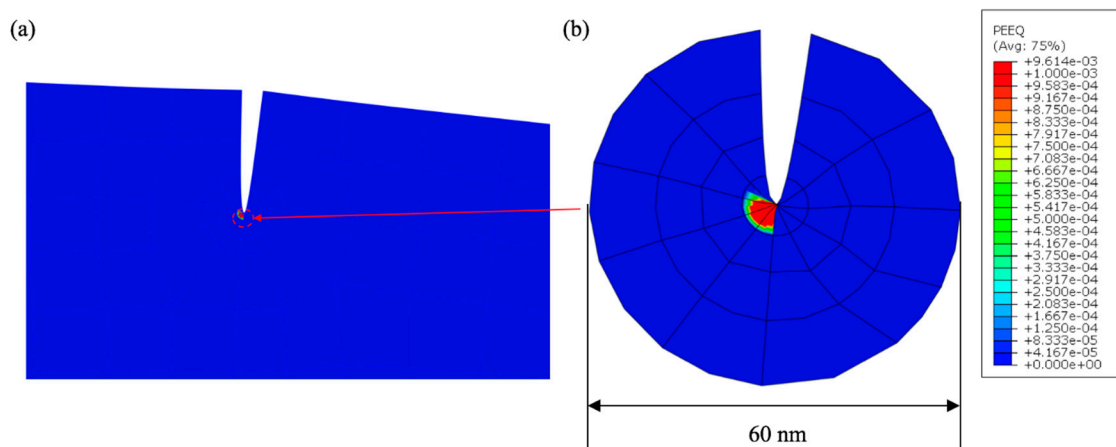 (a)
(b)
PEEQ
(Avg: 75%)
+9.614e-03
+1.000e-03
+9.583e-04
+9.167e-04
+8.750e-04
+8.333e-04
+7.917e-04
+7.500e-04
+7.083e-04
+6.667e-04
+6.250e-04
+5.833e-04
+5.417e-04
+5.000e-04
+4.583e-04
+4.167e-04
+3.750e-04
+3.333e-04
+2.917e-04
+2.500e-04
+2.083e-04
+1.667e-04
+1.250e-04
+8.333e-05
+4.167e-05
+0.000e+00
60 nm